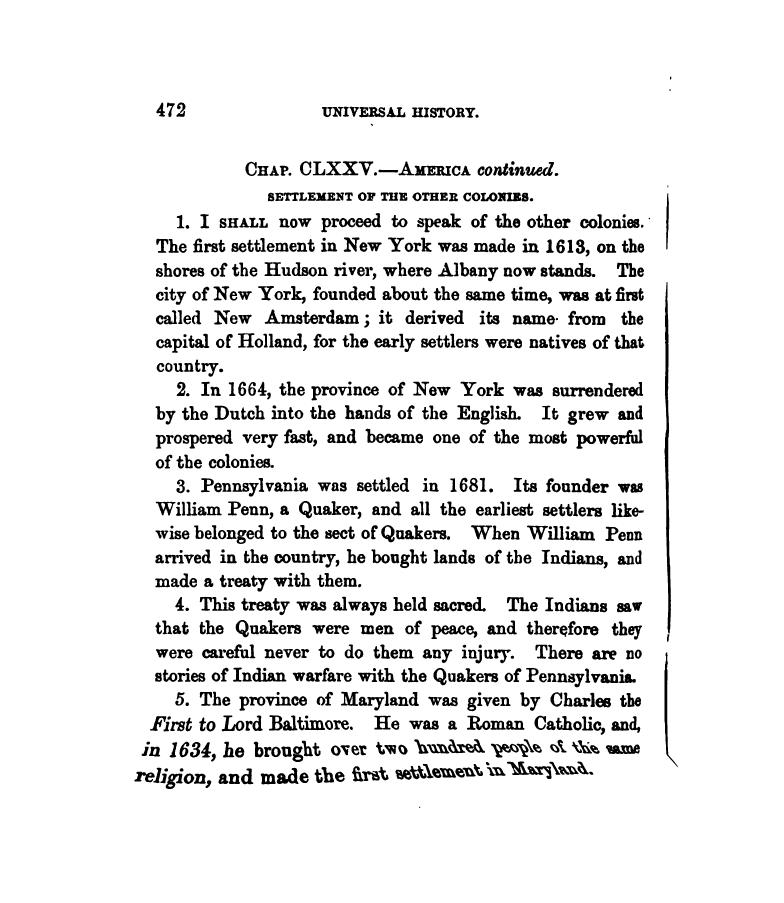 472 UNIVERSAL HISTORY.
CHAP. CLXXV.—AMERICA continued.
SETTLEMENT OF THE OTHER COLONIES.
1. I SHALL now proceed to speak of the other colonies.
The first settlement in New York was made in 1613, on the
shores of the Hudson river, where Albany now stands. The
city of New York, founded about the same time, was at first
called New Amsterdam; it derived its name from the
capital of Holland, for the early settlers were natives of that
country.
2. In 1664, the province of New York was surrendered
by the Dutch into the hands of the English. It grew and
prospered very fast, and became one of the most powerful
of the colonies.
3. Pennsylvania was settled in 1681. Its founder was
William Penn, a Quaker, and all the earliest settlers like-
wise belonged to the sect of Quakers. When William Penn
arrived in the country, he bought lands of the Indians, and
made a treaty with them.
4. This treaty was always held sacred. The Indians saw
that the Quakers were men of peace, and therefore they
were careful never to do them any injury. There are no
stories of Indian warfare with the Quakers of Pennsylvania.
5. The province of Maryland was given by Charles the
First to Lord Baltimore. He was a Roman Catholic, and,
in 1634, he brought over two hundred people of the same
religion, and made the first settlement in Maryland.